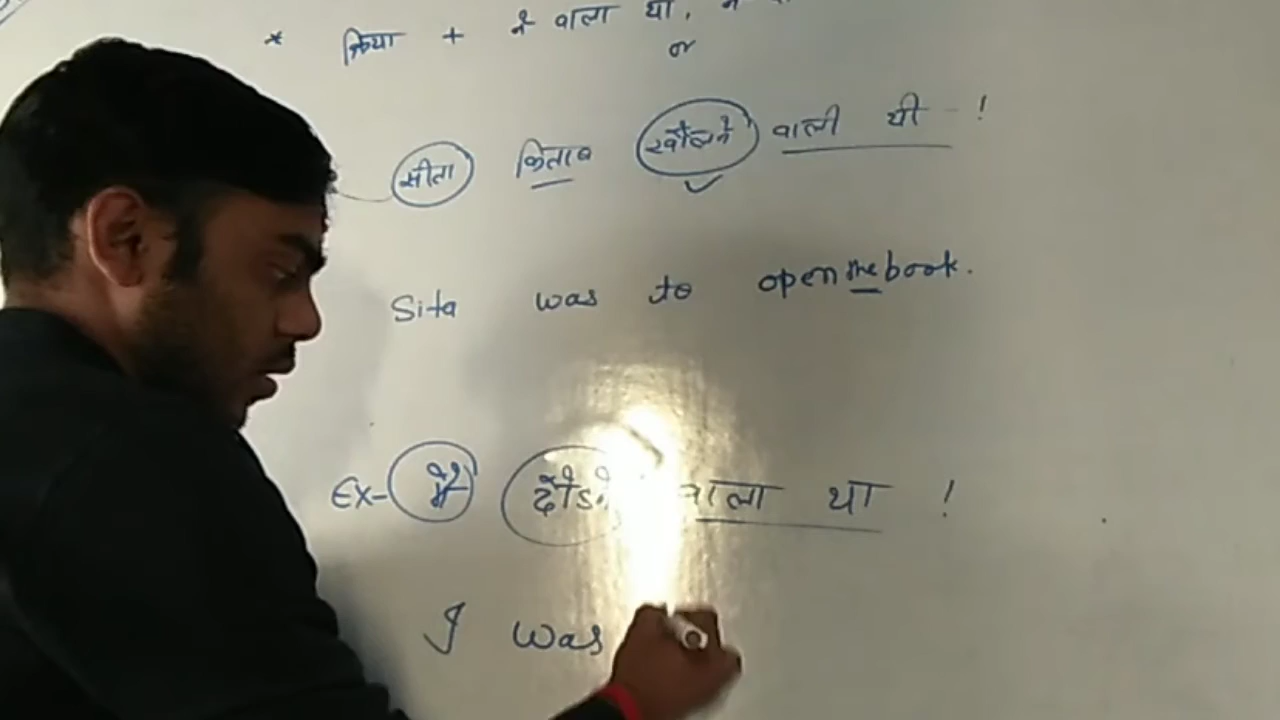 * क्रिया + ने वाला था,
or
सीता किताब खोलने वाली थी !
Sita was to open the book.
Ex- मैं दौड़ने वाला था !
I was